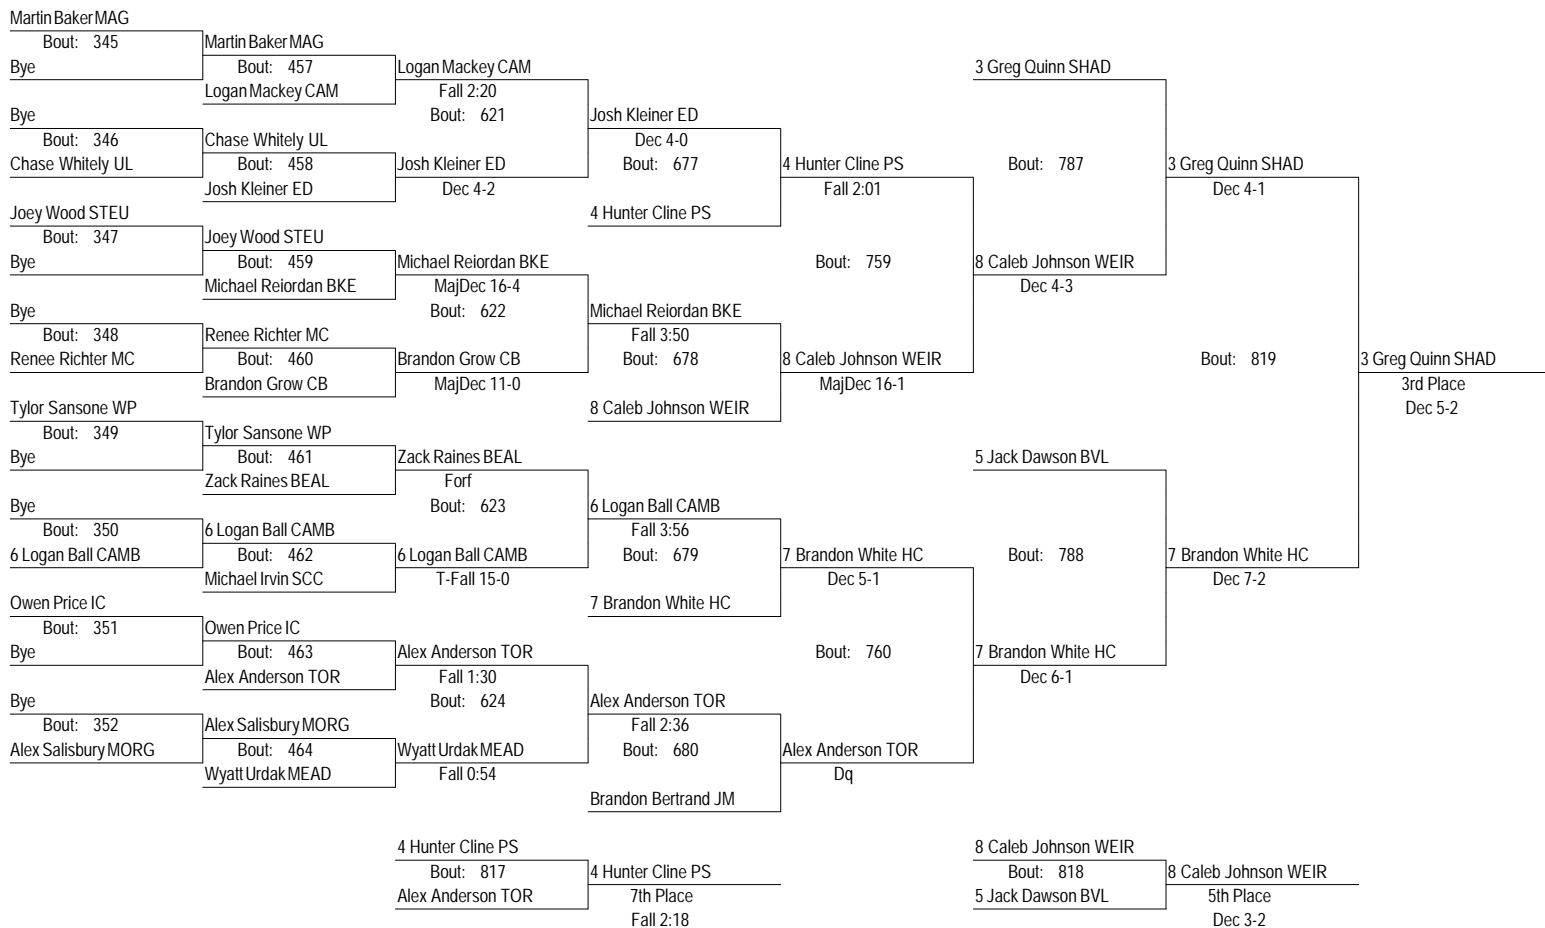 Martin Baker MAG
Bout: 345
Bye
Bye
Bout: 346
Chase Whitely UL
Joey Wood STEU
Bout: 347
Bye
Bye
Bout: 348
Renee Richter MC
Tylor Sansone WP
Bout: 349
Bye
Bye
Bout: 350
6 Logan Ball CAMB
Owen Price IC
Bout: 351
Bye
Bye
Bout: 352
Alex Salisbury MORG
Martin Baker MAG
Bout: 457
Logan Mackey CAM
Chase Whitely UL
Bout: 458
Josh Kleiner ED
Joey Wood STEU
Bout: 459
Michael Reiordan BKE
Renee Richter MC
Bout: 460
Brandon Grow CB
Tylor Sansone WP
Bout: 461
Zack Raines BEAL
6 Logan Ball CAMB
Bout: 462
Michael Irvin SCC
Owen Price IC
Bout: 463
Alex Anderson TOR
Alex Salisbury MORG
Bout: 464
Wyatt Urdak MEAD
Logan Mackey CAM
Fall 2:20
Bout: 621
Josh Kleiner ED
Dec 4-2
Michael Reiordan BKE
MajDec 16-4
Bout: 622
Brandon Grow CB
MajDec 11-0
Zack Raines BEAL
Forf
Bout: 623
6 Logan Ball CAMB
T-Fall 15-0
Alex Anderson TOR
Fall 1:30
Bout: 624
Wyatt Urdak MEAD
Fall 0:54
Josh Kleiner ED
Dec 4-0
Bout: 677
4 Hunter Cline PS
Michael Reiordan BKE
Fall 3:50
Bout: 678
8 Caleb Johnson WEIR
6 Logan Ball CAMB
Fall 3:56
Bout: 679
7 Brandon White HC
Alex Anderson TOR
Fall 2:36
Bout: 680
Brandon Bertrand JM
4 Hunter Cline PS
Fall 2:01
Bout: 759
8 Caleb Johnson WEIR
MajDec 16-1
7 Brandon White HC
Dec 5-1
Bout: 760
Alex Anderson TOR
Dq
3 Greg Quinn SHAD
Bout: 787
8 Caleb Johnson WEIR
Dec 4-3
5 Jack Dawson BVL
Bout: 788
7 Brandon White HC
Dec 6-1
3 Greg Quinn SHAD
Dec 4-1
Bout: 819
7 Brandon White HC
Dec 7-2
3 Greg Quinn SHAD
3rd Place
Dec 5-2
4 Hunter Cline PS
Bout: 817
Alex Anderson TOR
4 Hunter Cline PS
7th Place
Fall 2:18
8 Caleb Johnson WEIR
Bout: 818
5 Jack Dawson BVL
8 Caleb Johnson WEIR
5th Place
Dec 3-2